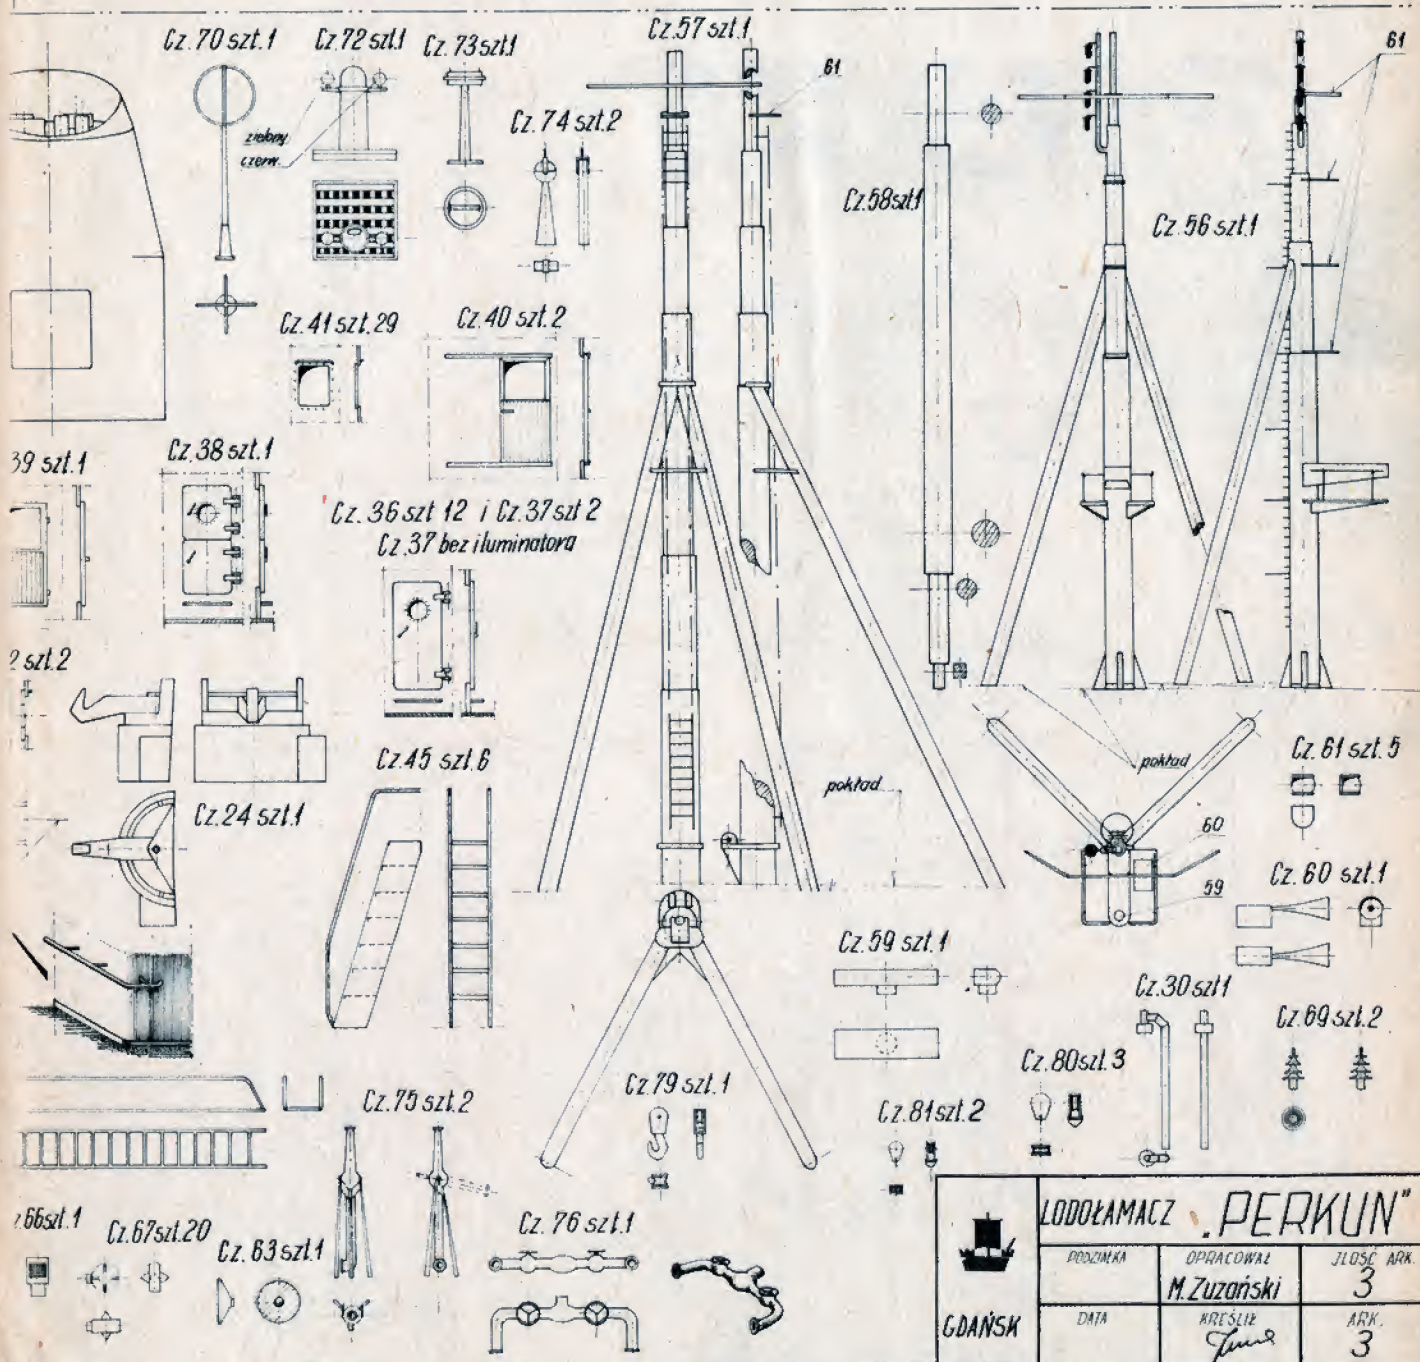 Cz. 70 szt.1
Cz. 72 szt.1
Cz. 73 szt.1
Cz. 57 szt.1
61
61
zielony
czerw.
Cz. 74 szt.2
Cz. 58 szt.1
Cz. 56 szt.1
Cz. 41 szt. 29
Cz. 40 szt. 2
39 szt.1
Cz. 38 szt.1
Cz. 36 szt 12 i Cz. 37 szt 2
Cz. 37 bez iluminatora
2 szt.2
Cz. 45 szt. 6
pokład
pokład
Cz. 61 szt. 5
Cz. 24 szt.1
60
59
Cz. 60 szt.1
Cz. 59 szt.1
Cz. 30 szt1
Cz. 69 szt.2
Cz. 80 szt. 3
Cz. 79 szt. 1
Cz. 75 szt.2
Cz. 81 szt. 2
66 szt.1
Cz. 67 szt. 20
Cz. 63 szt.1
Cz. 76 szt.1
LODOŁAMACZ „PERKUN"
PODZIAŁKA
OPRACOWAŁ
M. Zuzański
ILOŚĆ ARK.
3
GDAŃSK
DATA
KREŚLIŁ
ARK.
3